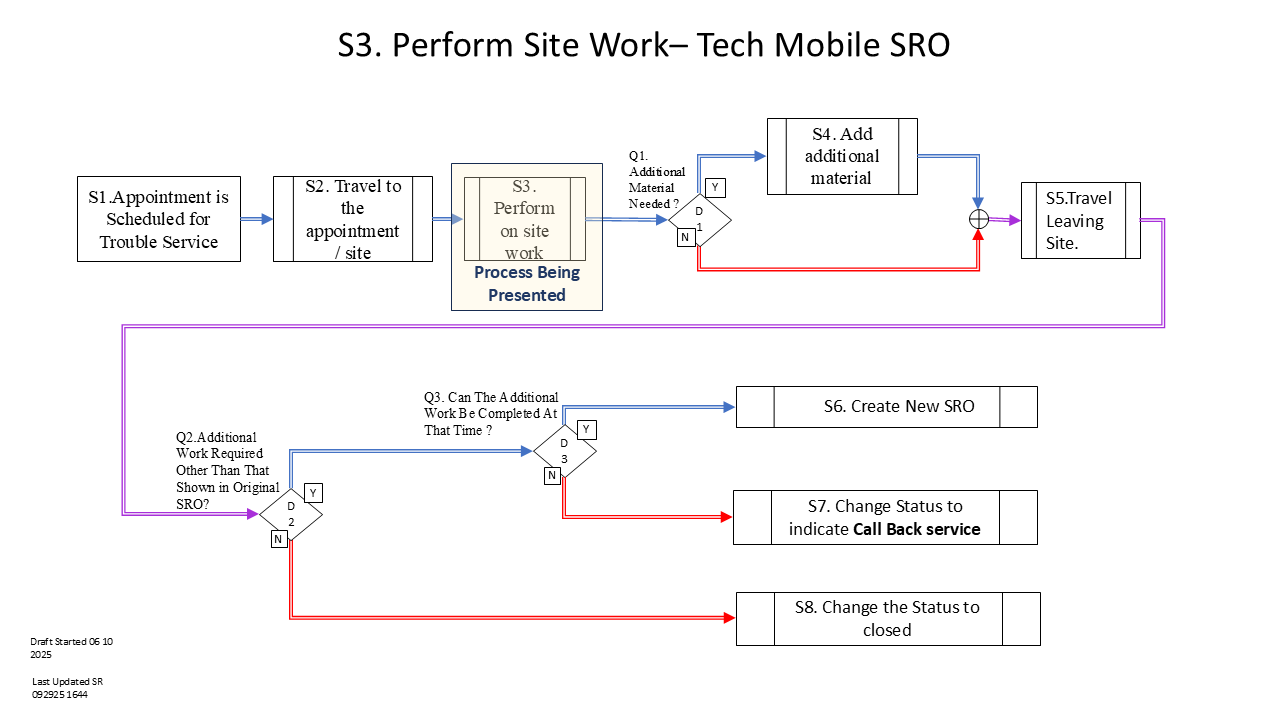 S3. Perform Site Work– Tech Mobile SRO
S1.Appointment is
Scheduled for
Trouble Service
S2. Travel to
the
appointment
/ site
S3.
Perform
on site
work
Process Being
Presented
Q1.
Additional
Material
Needed ?
D
1
Y
N
S4. Add
additional
material
S5.Travel
Leaving
Site.
Q2.Additional
Work Required
Other Than That
Shown in Original
SRO?
D
2
Y
N
Q3. Can The Additional
Work Be Completed At
That Time ?
D
3
Y
N
S6. Create New SRO
S7. Change Status to
indicate Call Back service
S8. Change the Status to
closed
Draft Started 06 10
2025
Last Updated SR
092925 1644